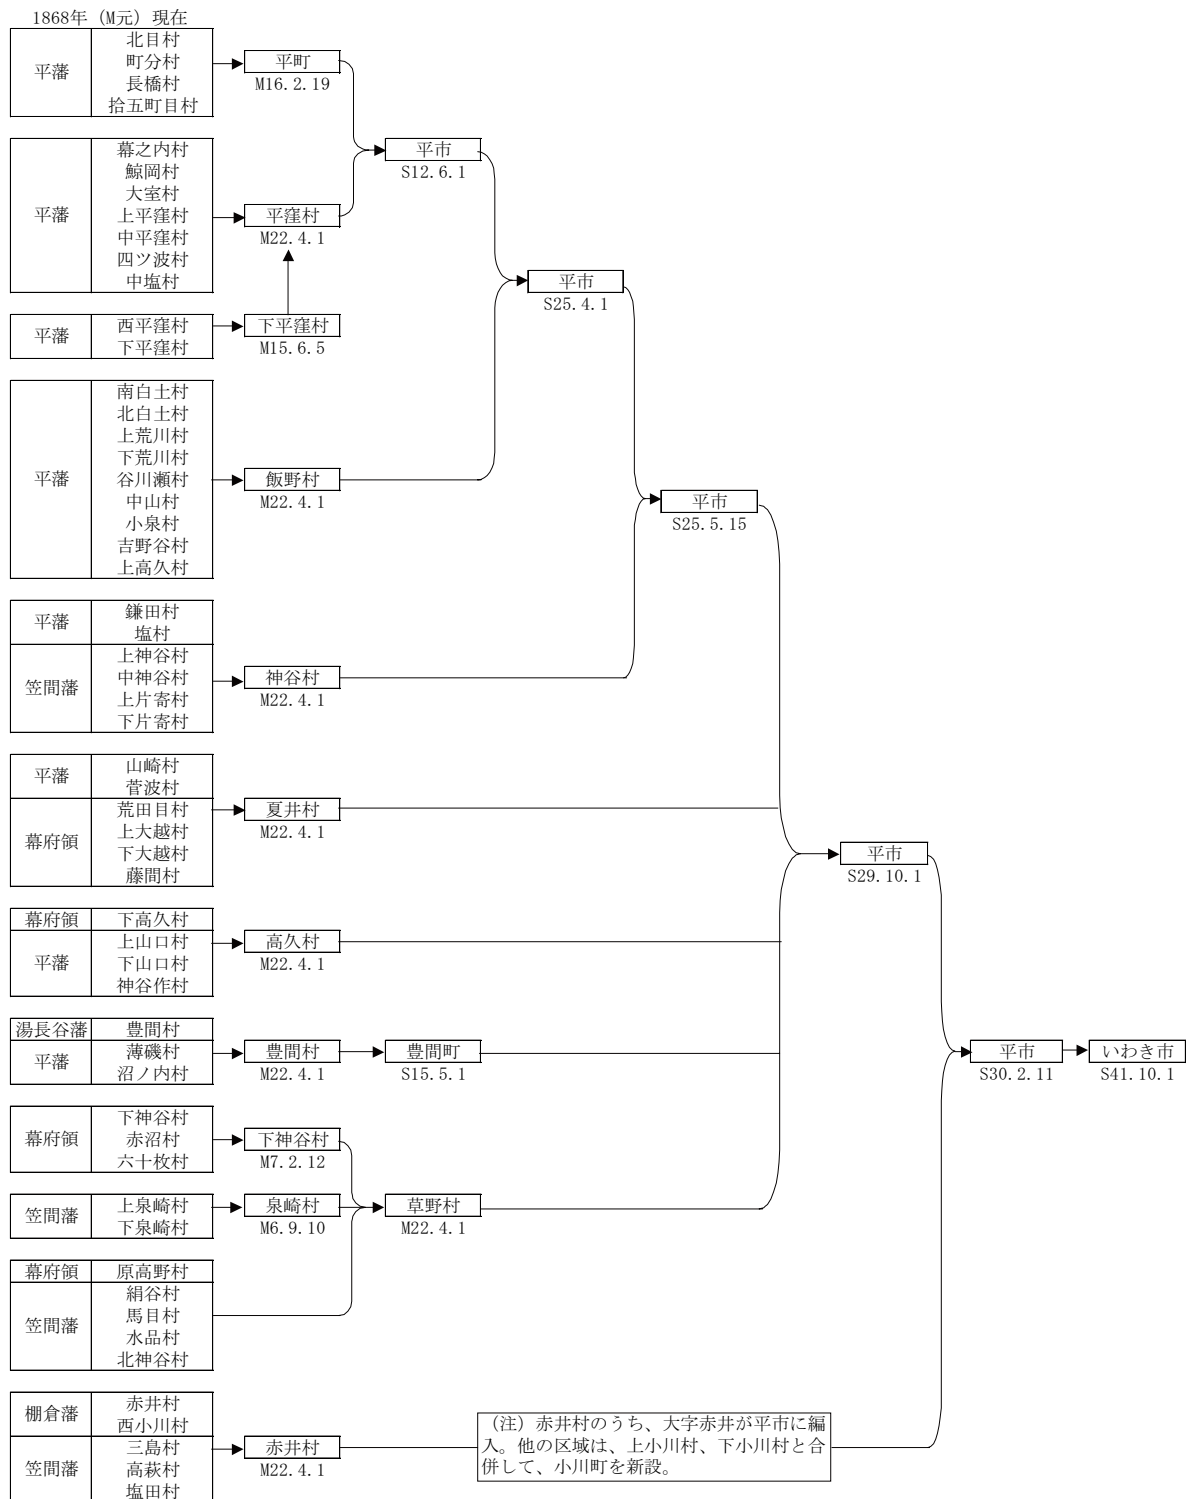 1868年（M元）現在
平藩
北目村
町分村
長橋村
拾五町目村
平町
M16.2.19
平藩
幕之内村
鯨岡村
大室村
上平窪村
中平窪村
四ツ波村
中塩村
平窪村
M22.4.1
平市
S12.6.1
平藩
西平窪村
下平窪村
下平窪村
M15.6.5
平市
S25.4.1
平藩
南白土村
北白土村
上荒川村
下荒川村
谷川瀬村
中山村
小泉村
吉野谷村
上高久村
飯野村
M22.4.1
平市
S25.5.15
平藩
鎌田村
塩村
笠間藩
上神谷村
中神谷村
上片寄村
下片寄村
神谷村
M22.4.1
平藩
山崎村
菅波村
幕府領
荒田目村
上大越村
下大越村
藤間村
夏井村
M22.4.1
平市
S29.10.1
幕府領
下高久村
平藩
上山口村
下山口村
神谷作村
高久村
M22.4.1
湯長谷藩
豊間村
平藩
薄磯村
沼ノ内村
豊間村
M22.4.1
豊間町
S15.5.1
平市
S30.2.11
いわき市
S41.10.1
幕府領
下神谷村
赤沼村
六十枚村
下神谷村
M7.2.12
笠間藩
上泉崎村
下泉崎村
泉崎村
M6.9.10
草野村
M22.4.1
幕府領
原高野村
笠間藩
絹谷村
馬目村
水品村
北神谷村
棚倉藩
赤井村
西小川村
笠間藩
三島村
高萩村
塩田村
赤井村
M22.4.1
（注）赤井村のうち、大字赤井が平市に編
入。他の区域は、上小川村、下小川村と合
併して、小川町を新設。